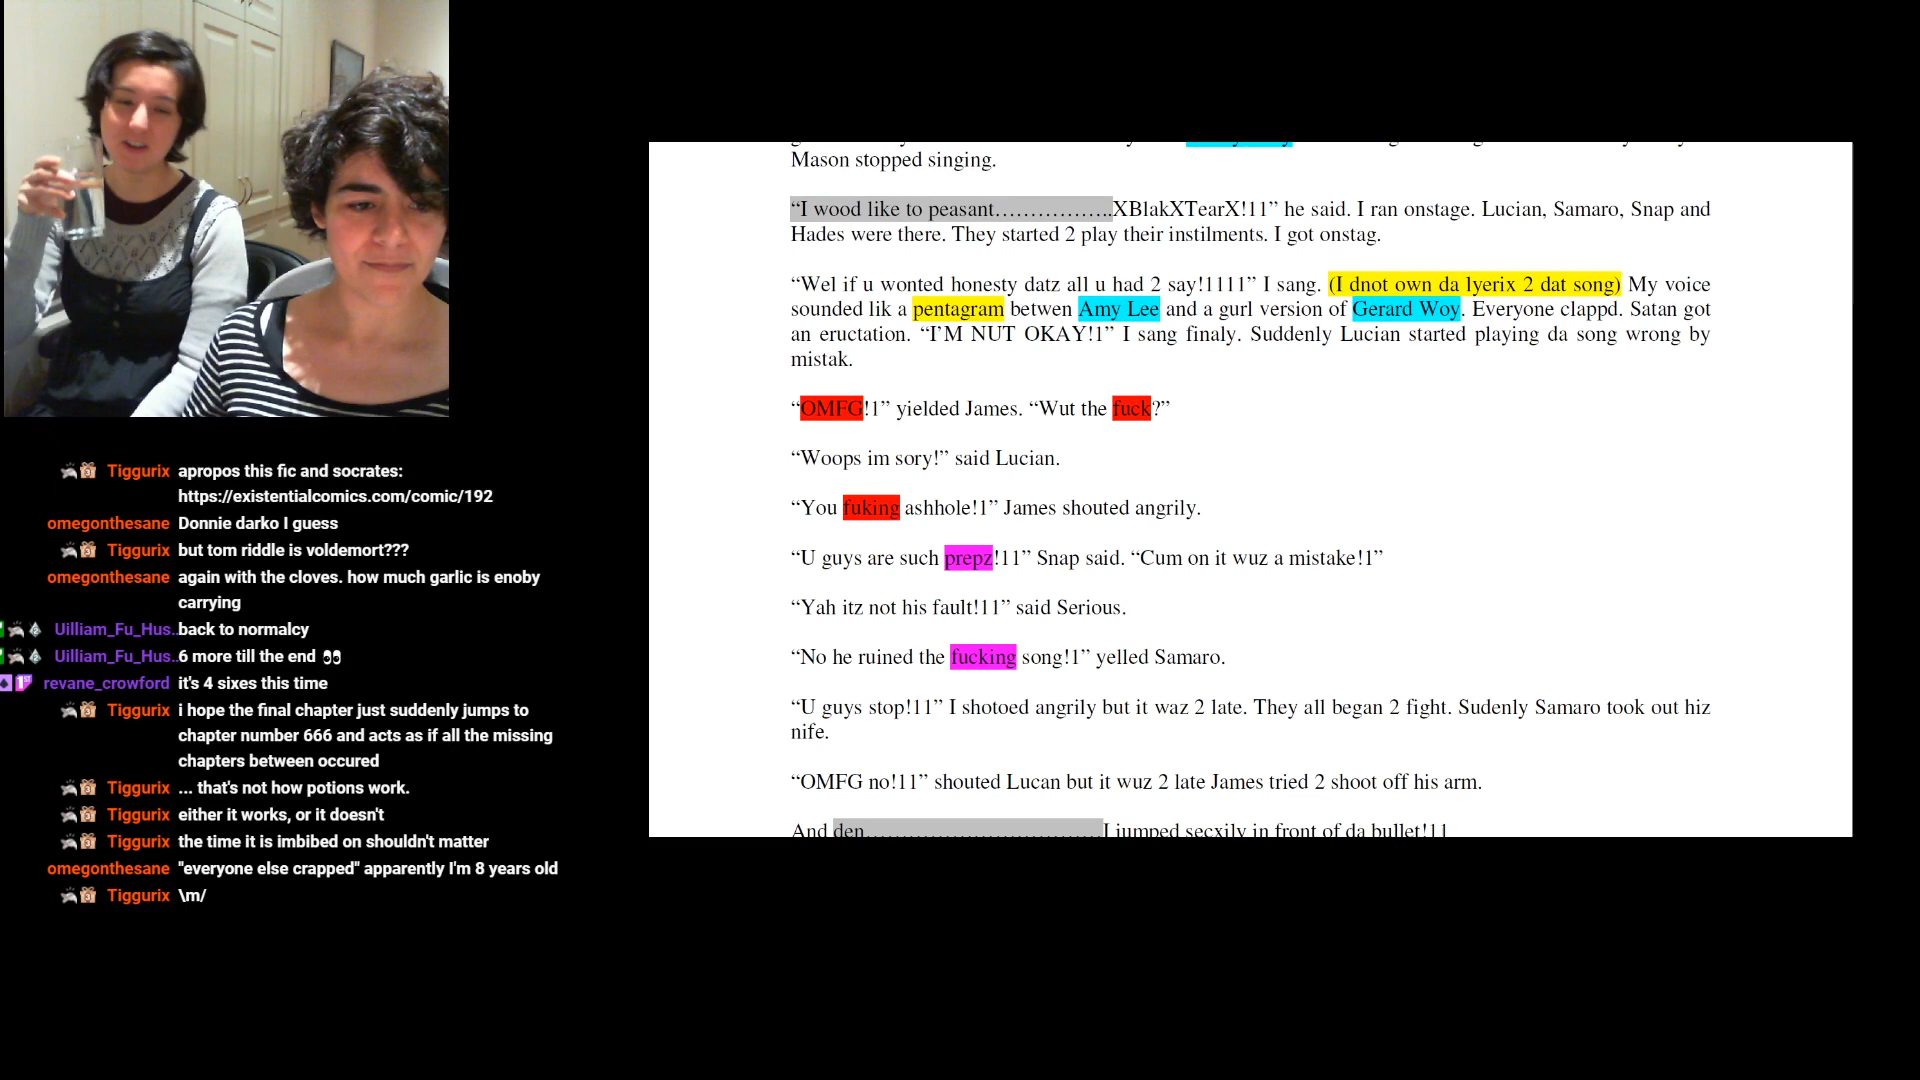 Tiggurix apropos this fic and socrates:
https://existentialcomics.com/comic/192
omegonthesane Donnie darko I guess
Tiggurix but tom riddle is voldemort???
omegonthesane again with the cloves. how much garlic is enoby
carrying
Uilliam_Fu_Hus.. back to normalcy
Uilliam_Fu_Hus.. 6 more till the end 👀
revane_crowford it's 4 sixes this time
Tiggurix i hope the final chapter just suddenly jumps to
chapter number 666 and acts as if all the missing
chapters between occured
Tiggurix ... that's not how potions work.
Tiggurix either it works, or it doesn't
Tiggurix the time it is imbibed on shouldn't matter
omegonthesane "everyone else crapped" apparently I'm 8 years old
Tiggurix \m/
Mason stopped singing.
“I wood like to peasant……………..XBlakXTearX!11” he said. I ran onstage. Lucian, Samaro, Snap and
Hades were there. They started 2 play their instilments. I got onstag.
“Wel if u wonted honesty datz all u had 2 say!1111” I sang. (I dnot own da lyerix 2 dat song) My voice
sounded lik a pentagram betwen Amy Lee and a gurl version of Gerard Woy. Everyone clappd. Satan got
an eructation. “I’M NUT OKAY!1” I sang finaly. Suddenly Lucian started playing da song wrong by
mistak.
“OMFG!1” yielded James. “Wut the fuck?”
“Woops im sory!” said Lucian.
“You fuking ashhole!1” James shouted angrily.
“U guys are such prepz!11” Snap said. “Cum on it wuz a mistake!1”
“Yah itz not his fault!11” said Serious.
“No he ruined the fucking song!1” yelled Samaro.
“U guys stop!11” I shotoed angrily but it waz 2 late. They all began 2 fight. Sudenly Samaro took out hiz
nife.
“OMFG no!11” shouted Lucan but it wuz 2 late James tried 2 shoot off his arm.
And den…………………………I jumped secxily in front of da bullet!11